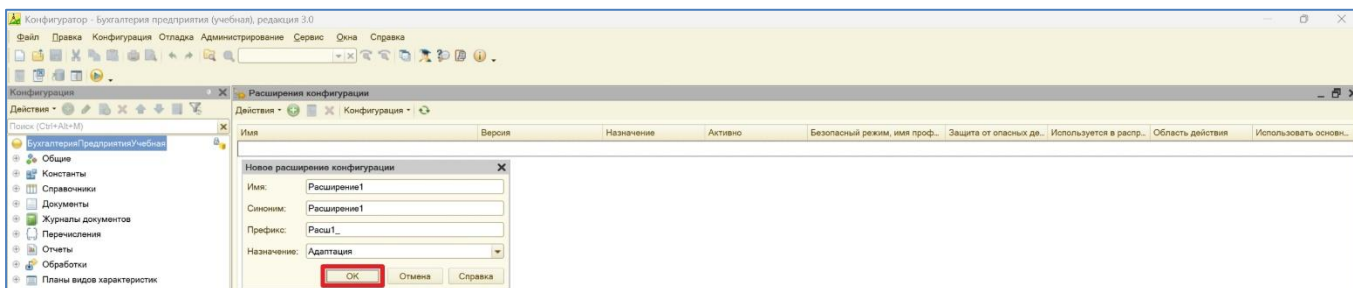 Конфигуратор - Бухгалтерия предприятия (учебная), редакция 3.0
Файл Правка Конфигурация Отладка Администрирование Сервис Окна Справка
Конфигурация
Расширения конфигурации
Действия
Действия Конфигурация
Поиск (Ctrl+Alt+M)
Имя Версия Назначение Активно Безопасный режим, имя проф... Защита от опасных де... Используется в распр... Область действия Использовать основн...
БухгалтерияПредприятияУчебная
Общие
Константы
Справочники
Документы
Журналы документов
Перечисления
Отчеты
Обработки
Планы видов характеристик
Новое расширение конфигурации
Имя: Расширение1
Синоним: Расширение1
Префикс: Расш1_
Назначение: Адаптация
ОК Отмена Справка